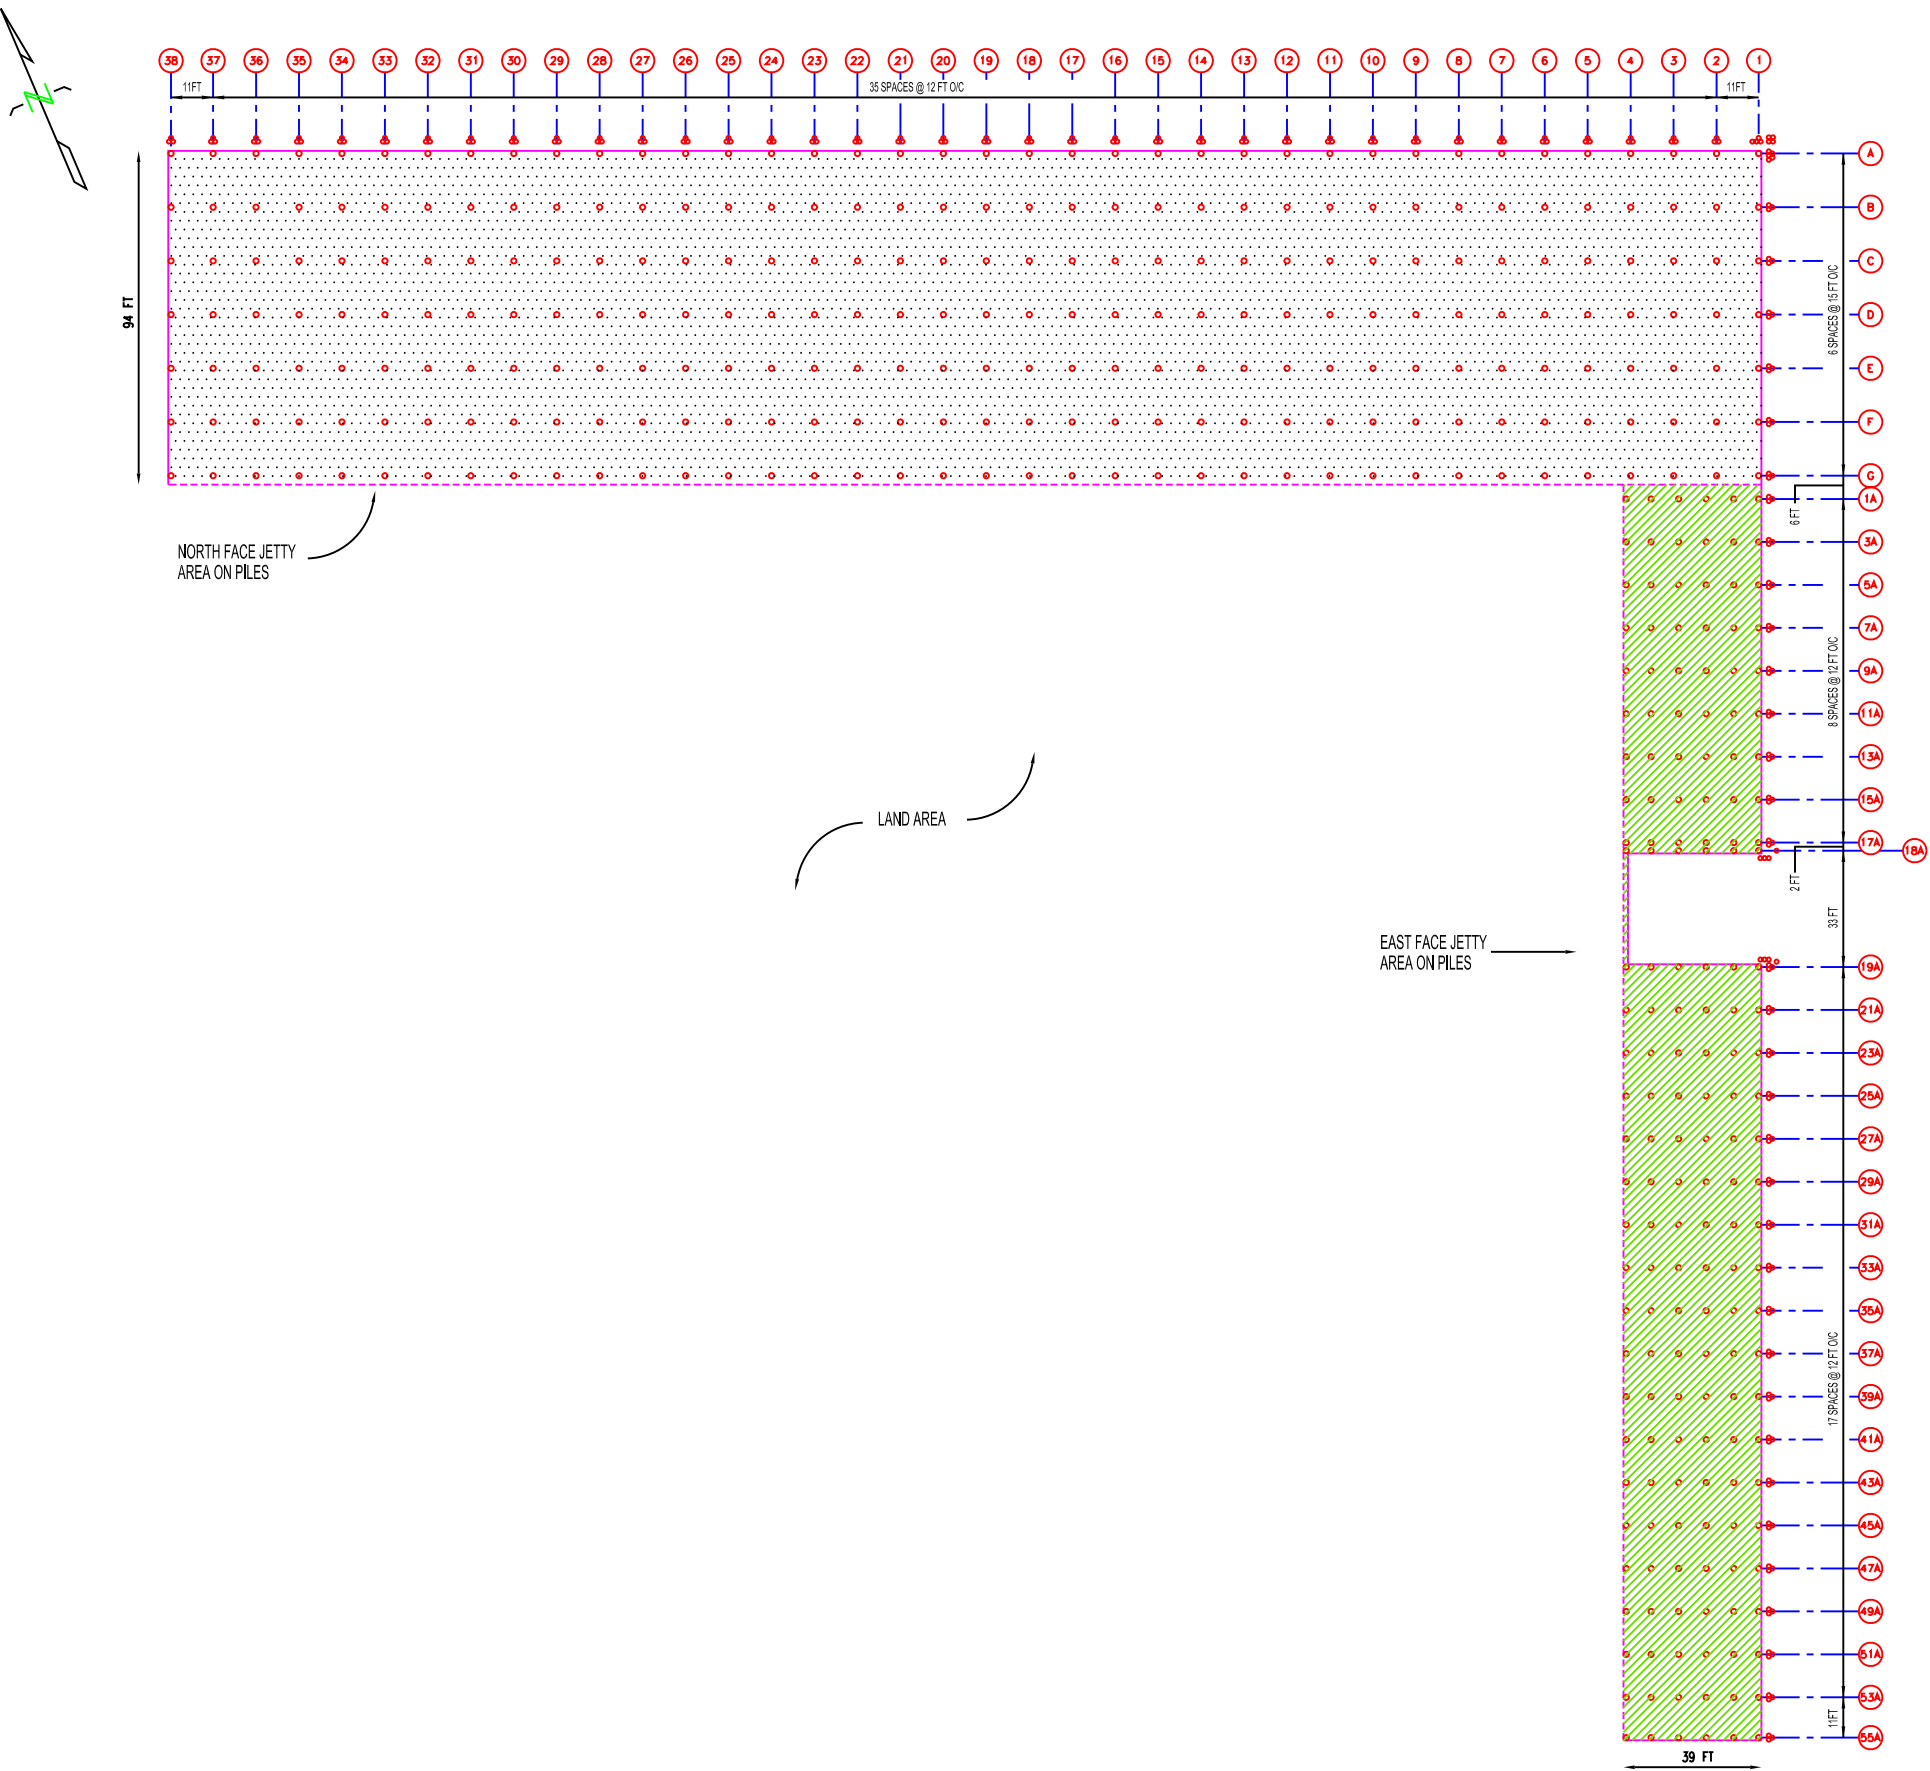 38 37 36 35 34 33 32 31 30 29 28 27 26 25 24 23 22 21 20 19 18 17 16 15 14 13 12 11 10 9 8 7 6 5 4 3 2 1
11FT 35 SPACES @ 12 FT O/C 11FT
A
B
C
D
E
F
G
6 SPACES @ 15 FT O/C
94 FT
1A
6 FT
3A
5A
7A
9A
11A
13A
15A
17A
18A
8 SPACES @ 12 FT O/C
NORTH FACE JETTY
AREA ON PILES
LAND AREA
2 FT
33 FT
EAST FACE JETTY
AREA ON PILES
19A
21A
23A
25A
27A
29A
31A
33A
35A
37A
39A
41A
43A
45A
47A
49A
51A
53A
55A
17 SPACES @ 12 FT O/C
11FT
39 FT